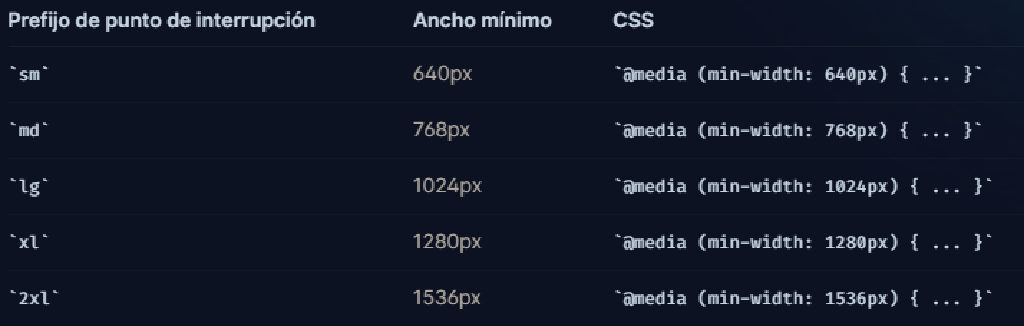 Prefijo de punto de interrupción Ancho mínimo CSS
`sm` 640px `@media (min-width: 640px) { ... }`
`md` 768px `@media (min-width: 768px) { ... }`
`lg` 1024px `@media (min-width: 1024px) { ... }`
`xl` 1280px `@media (min-width: 1280px) { ... }`
`2xl` 1536px `@media (min-width: 1536px) { ... }`